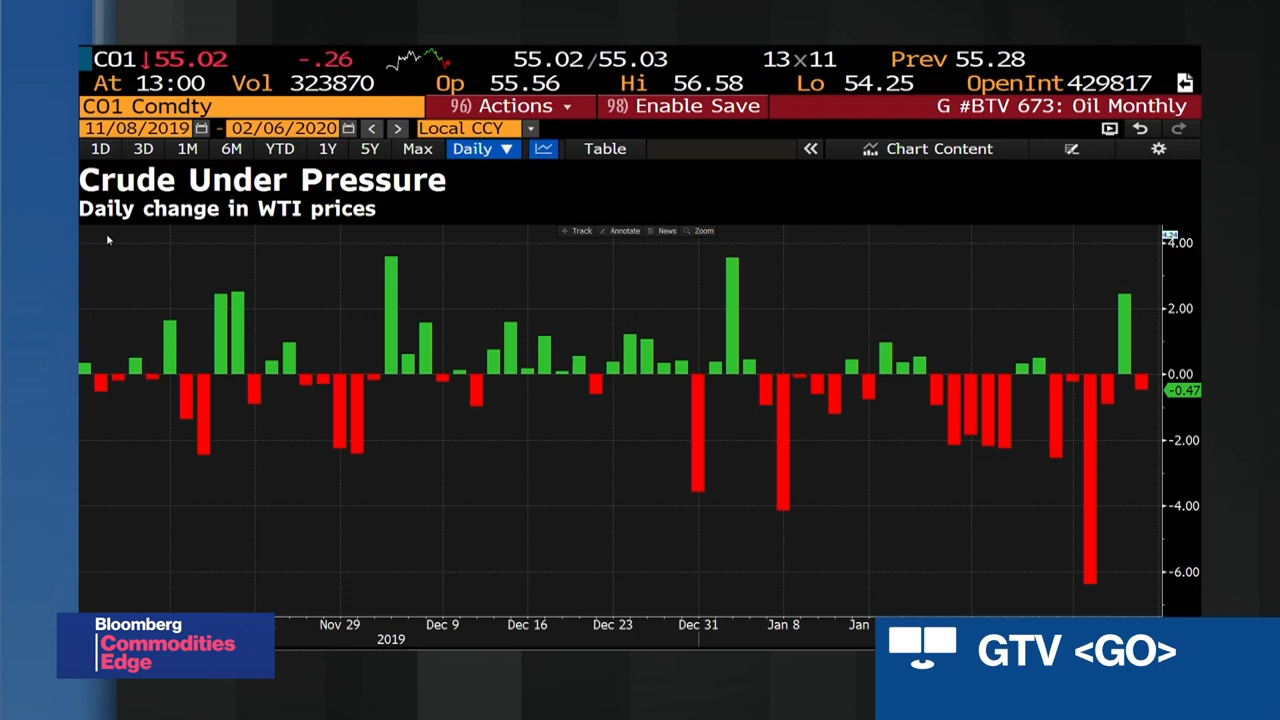 CO1 ↓55.02 -.26 55.02/55.03 13×11 Prev 55.28
At 13:00 Vol 323870 Op 55.56 Hi 56.58 Lo 54.25 OpenInt 429817
CO1 Comdty 96) Actions 98) Enable Save G #BTV 673: Oil Monthly
11/08/2019 - 02/06/2020 < > Local CCY
1D 3D 1M 6M YTD 1Y 5Y Max Daily ▼ Table « Chart Content
Crude Under Pressure
Daily change in WTI prices
Track Annotate News Zoom
4.24
4.00
2.00
0.00
-0.47
-2.00
-4.00
-6.00
Nov 29 Dec 9 Dec 16 Dec 23 Dec 31 Jan 8 Jan
2019
Bloomberg
Commodities
Edge
GTV <GO>